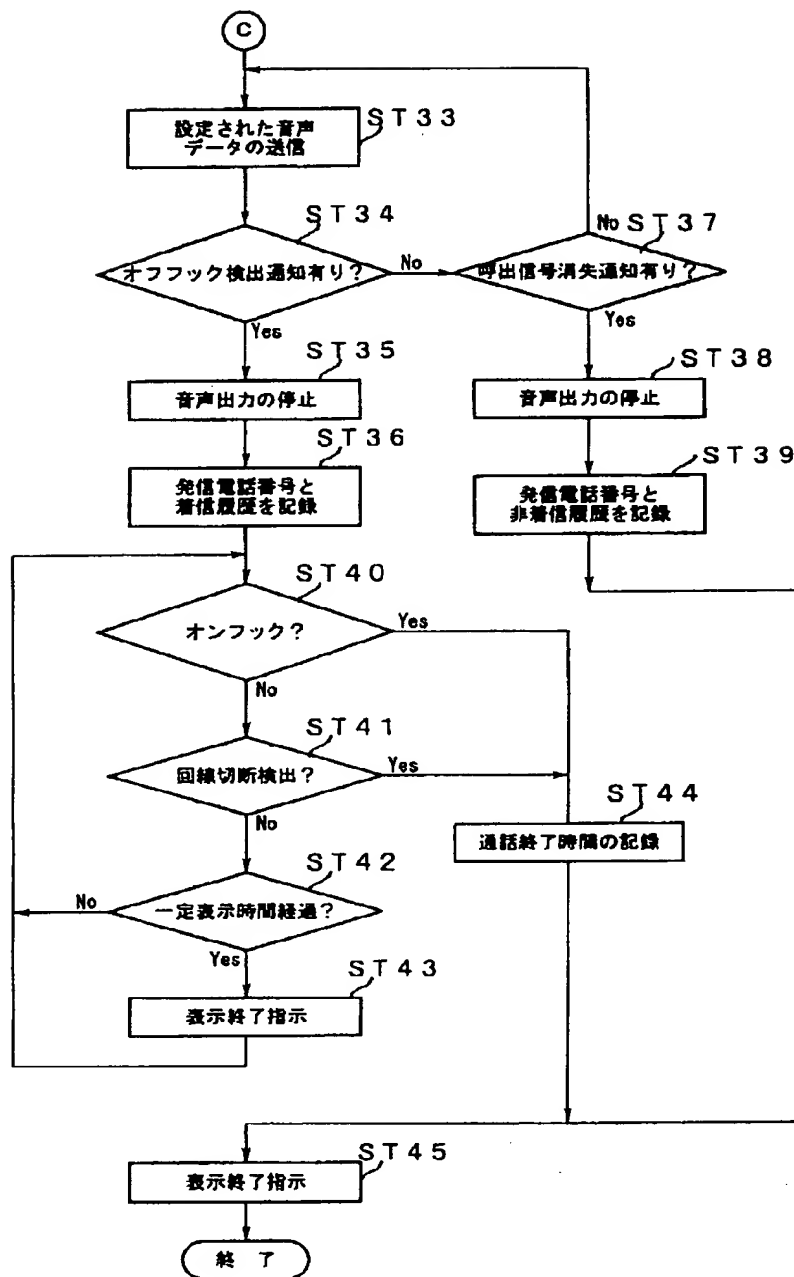 C
ST33
設定された音声
データの送信
ST34
オフフック検出通知有り?
No
Yes
No
ST37
呼出信号消失通知有り?
Yes
ST35
音声出力の停止
ST38
音声出力の停止
ST36
発信電話番号と
着信履歴を記録
ST39
発信電話番号と
非着信履歴を記録
ST40
オンフック?
Yes
No
ST41
回線切断検出?
Yes
No
ST44
通話終了時間の記録
ST42
一定表示時間経過?
No
Yes
ST43
表示終了指示
ST45
表示終了指示
終 了